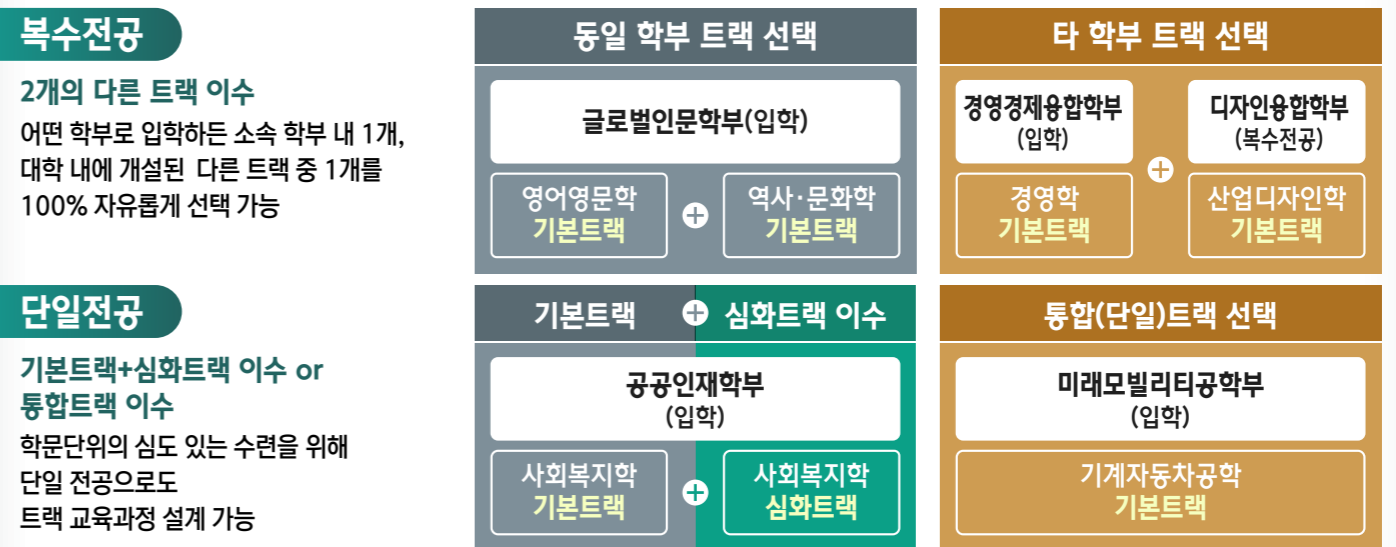 복수전공
2개의 다른 트랙 이수
어떤 학부로 입학하든 소속 학부 내 1개,
대학 내에 개설된 다른 트랙 중 1개를
100% 자유롭게 선택 가능
동일 학부 트랙 선택
글로벌인문학부(입학)
영어영문학
기본트랙
+
역사·문화학
기본트랙
타 학부 트랙 선택
경영경제융합학부
(입학)
경영학
기본트랙
+
디자인융합학부
(복수전공)
산업디자인학
기본트랙
단일전공
기본트랙+심화트랙 이수 or
통합트랙 이수
학문단위의 심도 있는 수련을 위해
단일 전공으로도
트랙 교육과정 설계 가능
기본트랙 + 심화트랙 이수
공공인재학부
(입학)
사회복지학
기본트랙
+
사회복지학
심화트랙
통합(단일)트랙 선택
미래모빌리티공학부
(입학)
기계자동차공학
기본트랙